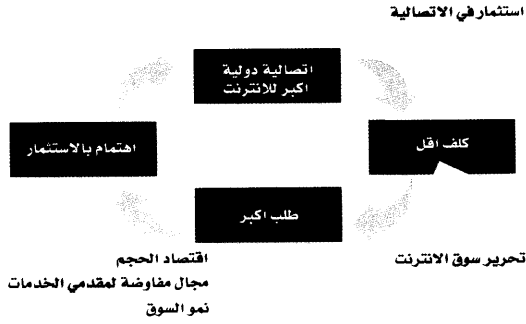 استثمار في الاتصالية
اتصالية دولية
اكبر للانترنت
كلف اقل
اهتمام بالاستثمار
طلب اكبر
تحرير سوق الانترنت
اقتصاد الحجم
مجال مفاوضة لمقدمي الخدمات
نمو السوق